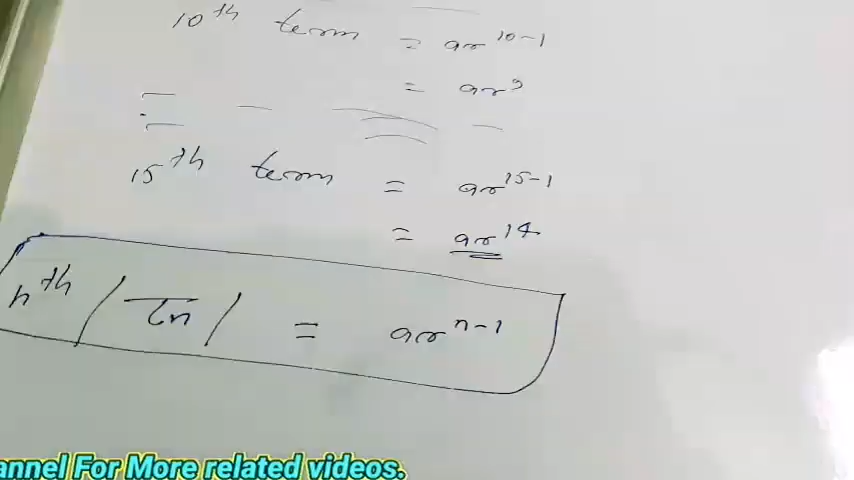 10th term = ar^10-1
= ar^9
15th term = ar^15-1
= ar^14
nth / Tn / = ar^n-1
annel For More related videos.